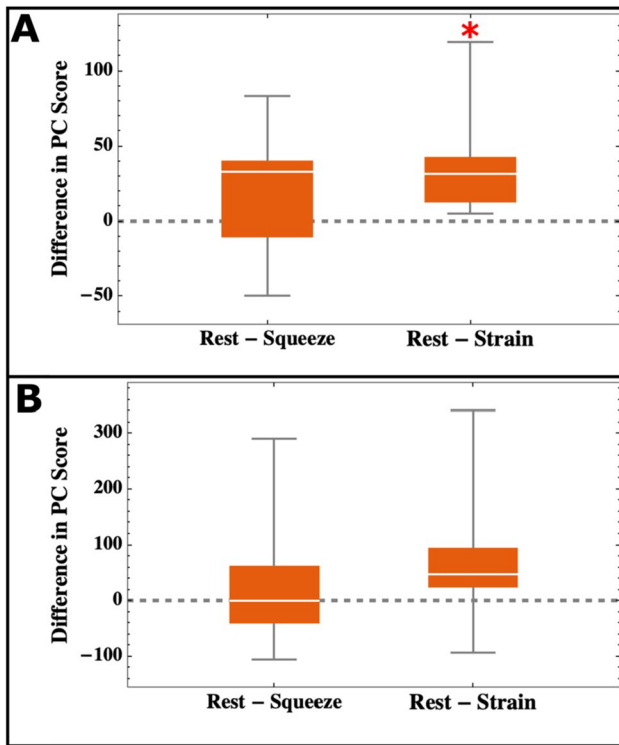 A
*
Difference in PC Score
100
50
0
−50
Rest − Squeeze
Rest − Strain
B
Difference in PC Score
300
200
100
0
−100
Rest − Squeeze
Rest − Strain